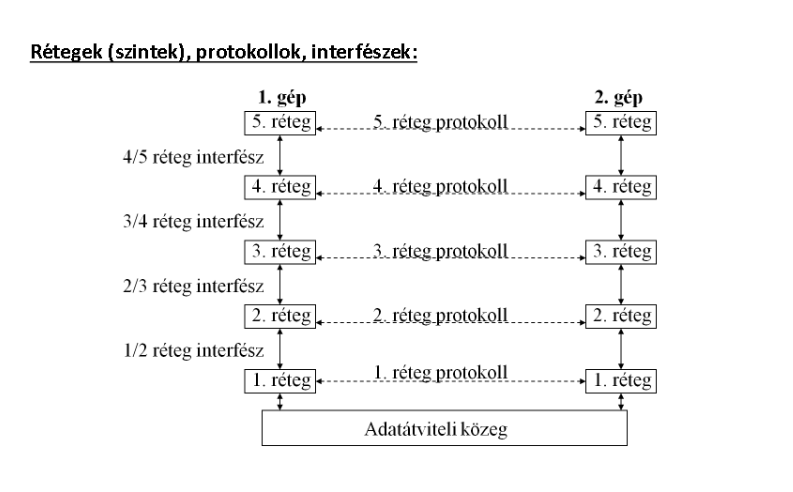 Rétegek (szintek), protokollok, interfészek:
1. gép 2. gép
5. réteg 5. réteg protokoll 5. réteg
4/5 réteg interfész
4. réteg 4. réteg protokoll 4. réteg
3/4 réteg interfész
3. réteg 3. réteg protokoll 3. réteg
2/3 réteg interfész
2. réteg 2. réteg protokoll 2. réteg
1/2 réteg interfész
1. réteg 1. réteg protokoll 1. réteg
Adatátviteli közeg